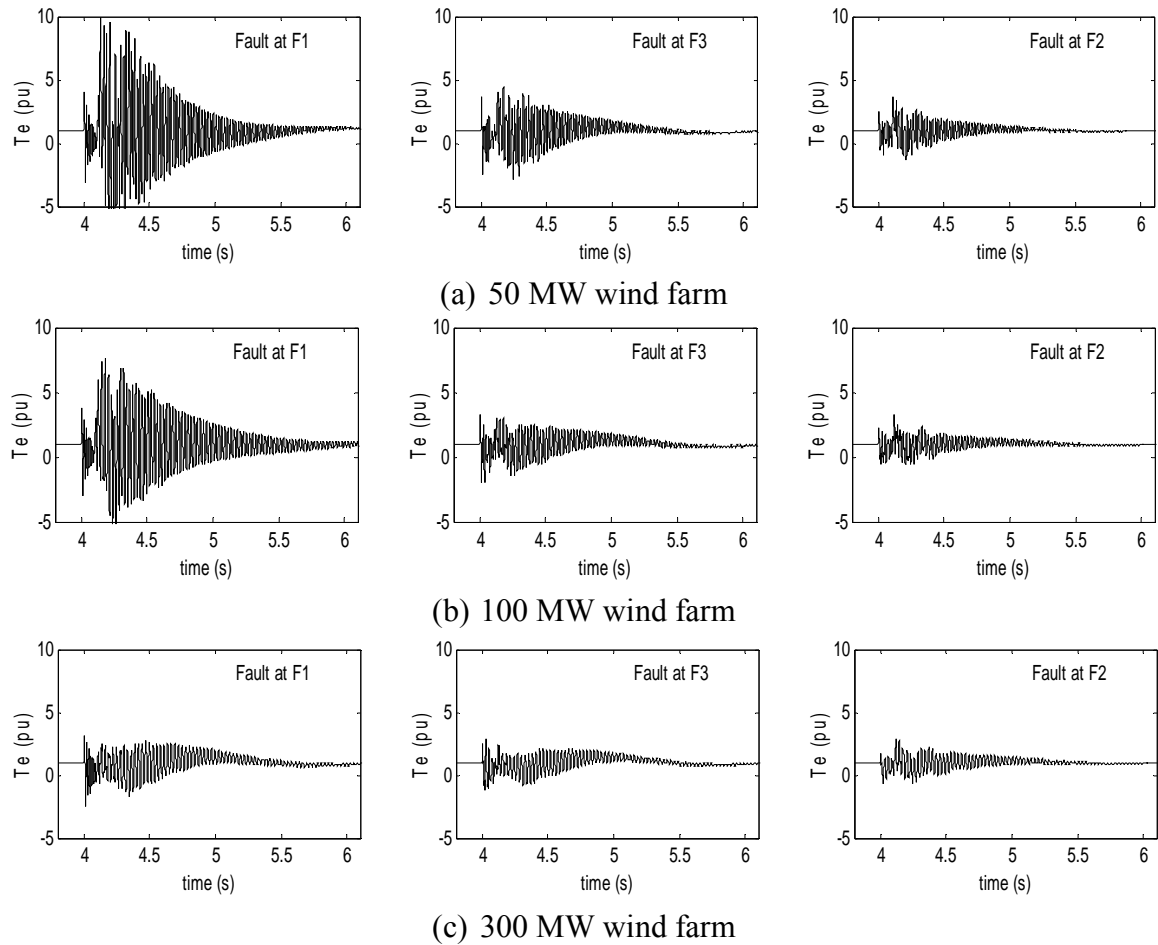 10
5
0
-5
Te (pu)
Fault at F1
4 4.5 5 5.5 6
time (s)
10
5
0
-5
Te (pu)
Fault at F3
4 4.5 5 5.5 6
time (s)
10
5
0
-5
Te (pu)
Fault at F2
4 4.5 5 5.5 6
time (s)
(a) 50 MW wind farm
10
5
0
-5
Te (pu)
Fault at F1
4 4.5 5 5.5 6
time (s)
10
5
0
-5
Te (pu)
Fault at F3
4 4.5 5 5.5 6
time (s)
10
5
0
-5
Te (pu)
Fault at F2
4 4.5 5 5.5 6
time (s)
(b) 100 MW wind farm
10
5
0
-5
Te (pu)
Fault at F1
4 4.5 5 5.5 6
time (s)
10
5
0
-5
Te (pu)
Fault at F3
4 4.5 5 5.5 6
time (s)
10
5
0
-5
Te (pu)
Fault at F2
4 4.5 5 5.5 6
time (s)
(c) 300 MW wind farm